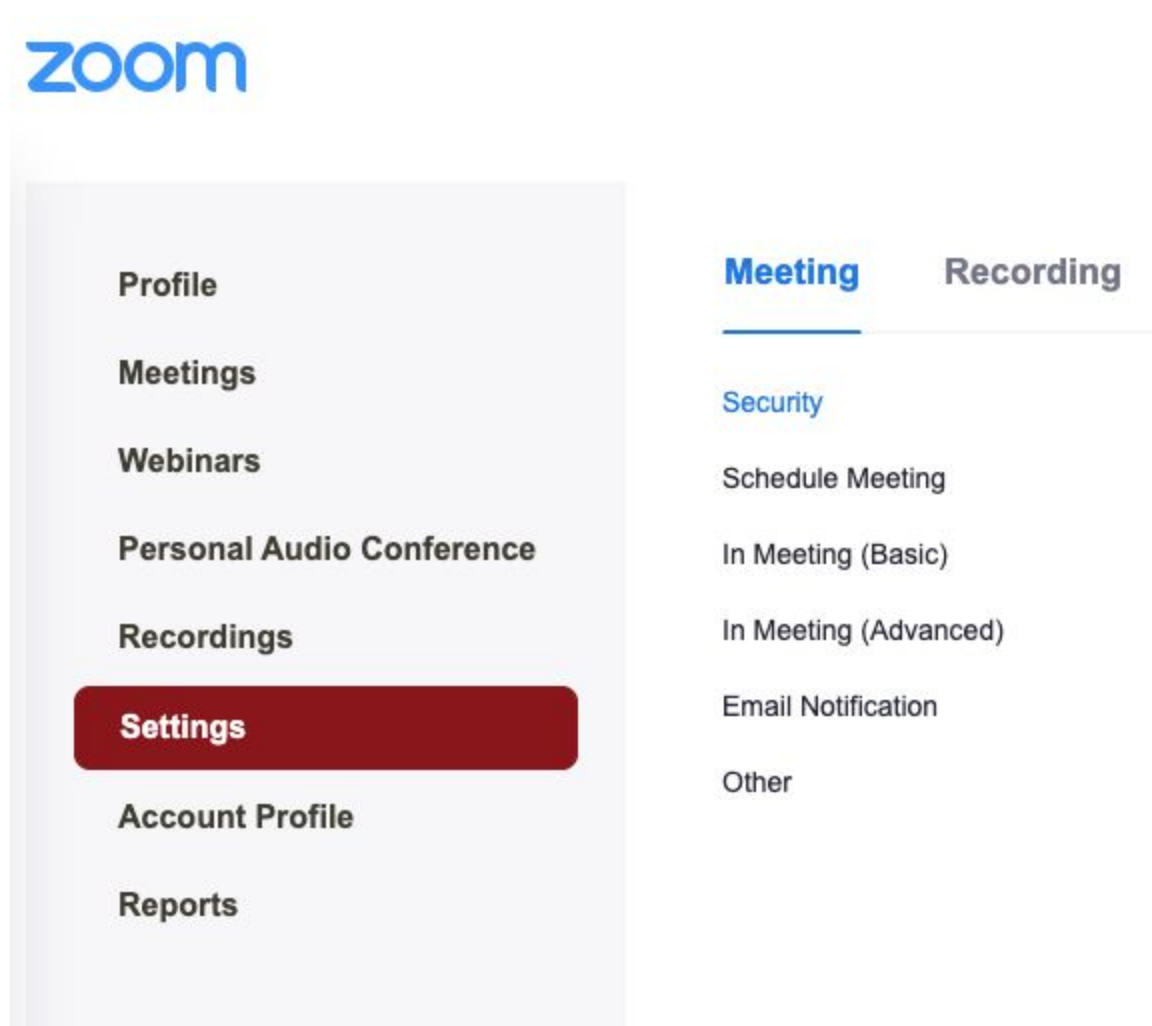 zoom
Profile
Meetings
Webinars
Personal Audio Conference
Recordings
Settings
Account Profile
Reports
Meeting Recording
Security
Schedule Meeting
In Meeting (Basic)
In Meeting (Advanced)
Email Notification
Other